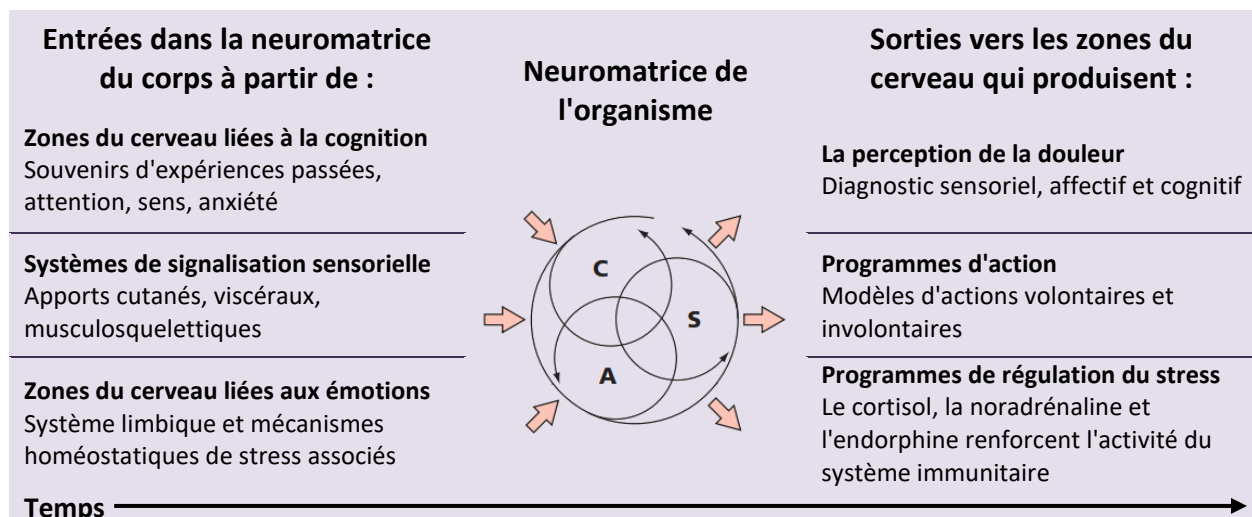 Entrées dans la neuromatrice
du corps à partir de :
Zones du cerveau liées à la cognition
Souvenirs d'expériences passées,
attention, sens, anxiété
Systèmes de signalisation sensorielle
Apports cutanés, viscéraux,
musculosquelettiques
Zones du cerveau liées aux émotions
Système limbique et mécanismes
homéostatiques de stress associés
Neuromatrice de
l'organisme
C
S
A
Sorties vers les zones du
cerveau qui produisent :
La perception de la douleur
Diagnostic sensoriel, affectif et cognitif
Programmes d'action
Modèles d'actions volontaires et
involontaires
Programmes de régulation du stress
Le cortisol, la noradrénaline et
l'endorphine renforcent l'activité du
système immunitaire
Temps